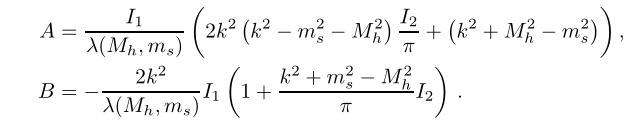 A = \frac{I_1}{\lambda(M_h, m_s)} \left( 2k^2 \left( k^2 - m_s^2 - M_h^2 \right) \frac{I_2}{\pi} + \left( k^2 + M_h^2 - m_s^2 \right) \right) ,
B = -\frac{2k^2}{\lambda(M_h, m_s)} I_1 \left( 1 + \frac{k^2 + m_s^2 - M_h^2}{\pi} I_2 \right) .